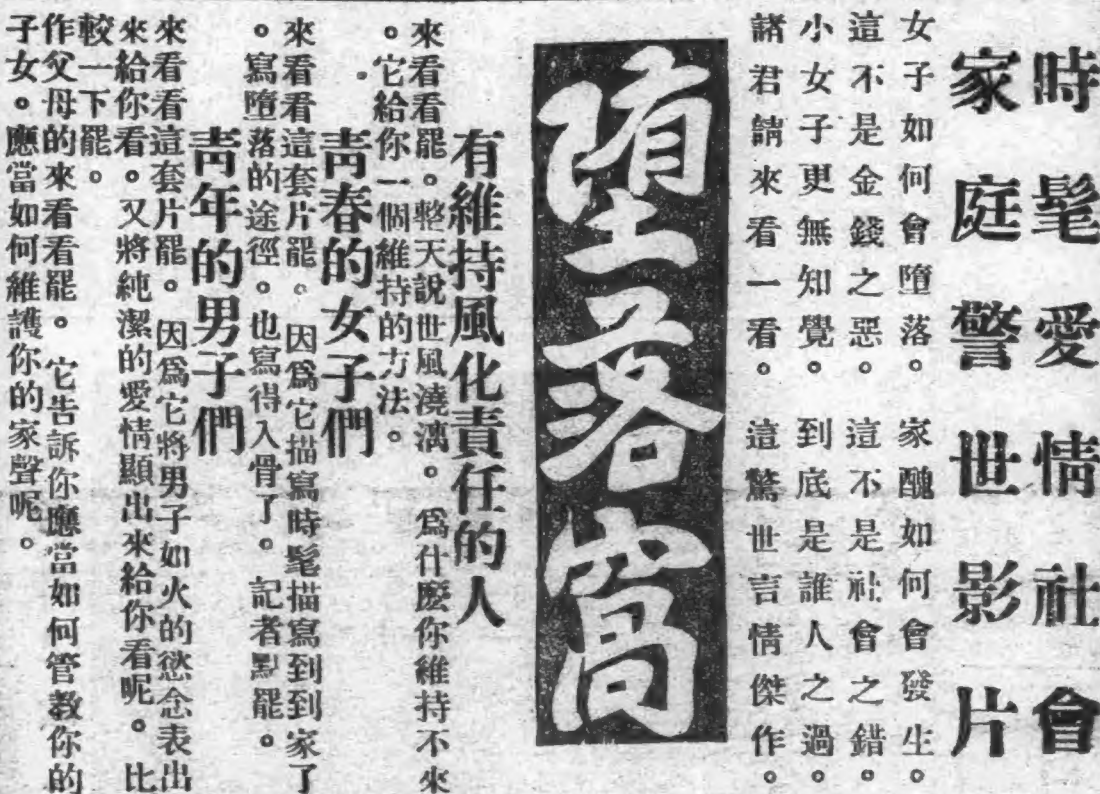 時髦愛情社會
家庭警世影片
女子如何會墮落。家醜如何會發生。
這不是金錢之惡。這不是社會之錯。
小女子更無知覺。到底是誰人之過。
諸君請來看一看。這驚世言情傑作。
堕落窩
有維持風化責任的人
來看看罷。整天說世風澆漓。爲什麽你維持不來
。它給你一個維持的方法。
青春的女子們
來看看這套片罷。因爲它描寫時髦描寫到到家了
。寫墮落的途徑。也寫得入骨了。記者點罷。
青年的男子們
來看看這套片罷。因爲它將男子如火的慾念表出
來給你看。又將純潔的愛情顯出來給你看呢。比
較一下罷。
作父母的來看看罷。它告訴你應當如何管教你的
子女。應當如何維護你的家聲呢。